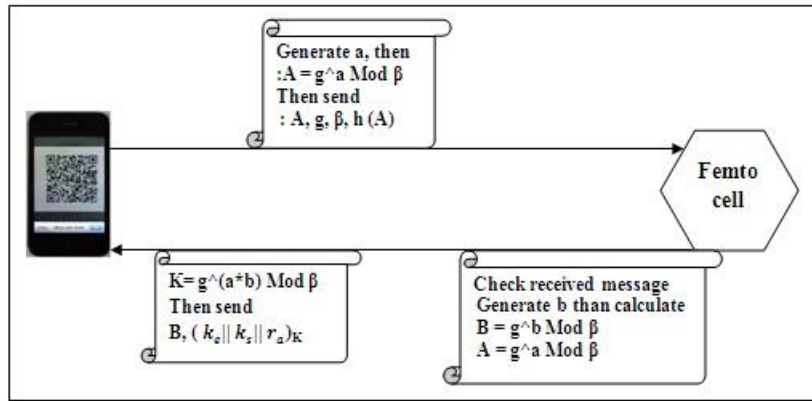 Generate a, then
:A = g^a Mod β
Then send
: A, g, β, h (A)
Femto
cell
K= g^(a*b) Mod β
Then send
B, ( kₑ|| kₛ|| rₐ)K
Check received message
Generate b than calculate
B = g^b Mod β
A = g^a Mod β